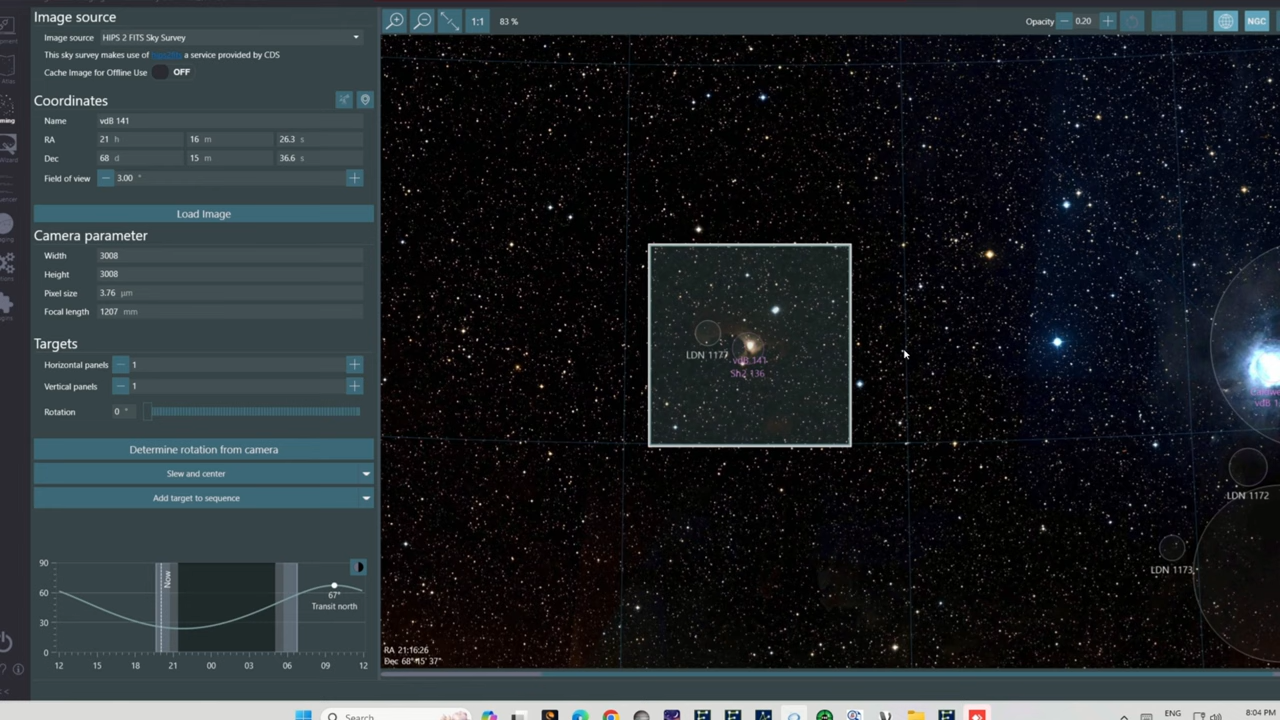 Image source
Image source HIPS 2 FITS Sky Survey
This sky survey makes use of a service provided by CDS
Cache Image for Offline Use OFF
Coordinates
Name vdB 141
RA 21 h 16 m 26.3 s
Dec 68 d 15 m 36.6 s
Field of view 3.00 °
Load Image
Camera parameter
Width 3008
Height 3008
Pixel size 3.76 µm
Focal length 1207 mm
Targets
Horizontal panels 1
Vertical panels 1
Rotation 0 °
Determine rotation from camera
Slew and center
Add target to sequence
90
60
30
0
Now
67°
Transit north
12 15 18 21 00 03 06 09 12
1:1 83 %
Opacity 0.20 NGC
LDN 1177
vdB 141
Sh2 136
LDN 1172
LDN 1173
RA 21:16:26
Dec 68° 15' 37"
Search
ENG
8:04 PM